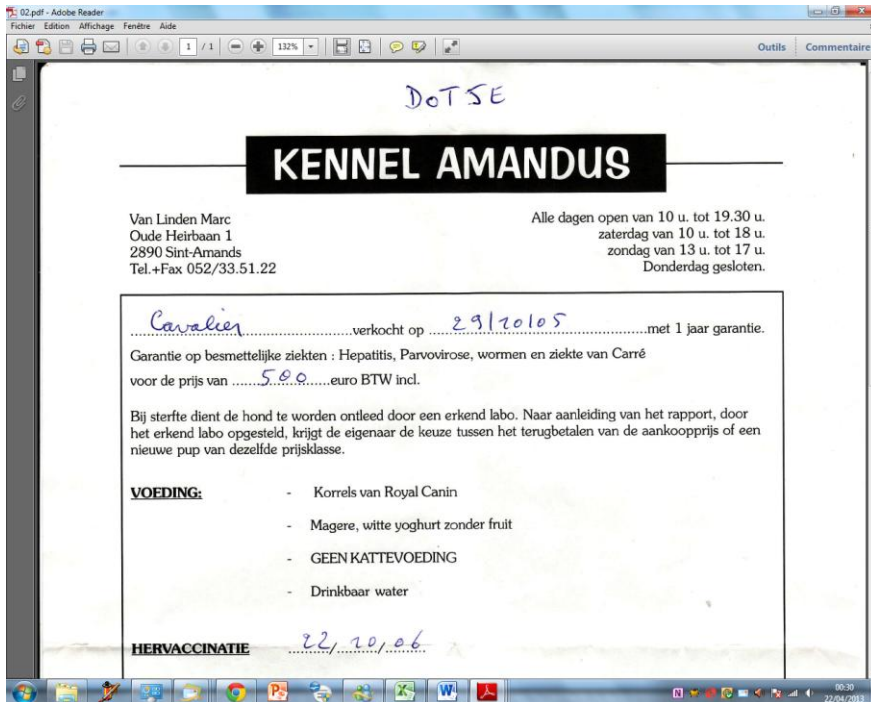 02.pdf - Adobe Reader
Fichier Edition Affichage Fenêtre Aide
1 / 1 132% Outils Commentaire
DOTSE
KENNEL AMANDUS
Van Linden Marc
Oude Heirbaan 1
2890 Sint-Amands
Tel.+Fax 052/33.51.22
Alle dagen open van 10 u. tot 19.30 u.
zaterdag van 10 u. tot 18 u.
zondag van 13 u. tot 17 u.
Donderdag gesloten.
Cavalier verkocht op 29/10/05 met 1 jaar garantie.
Garantie op besmettelijke ziekten : Hepatitis, Parvovirose, wormen en ziekte van Carré
voor de prijs van 500 euro BTW incl.
Bij sterfte dient de hond te worden ontleed door een erkend labo. Naar aanleiding van het rapport, door
het erkend labo opgesteld, krijgt de eigenaar de keuze tussen het terugbetalen van de aankoopprijs of een
nieuwe pup van dezelfde prijsklasse.
VOEDING:
- Korrels van Royal Canin
- Magere, witte yoghurt zonder fruit
- GEEN KATTEVOEDING
- Drinkbaar water
HERVACCINATIE 22/10/06
00:30
22/04/2013